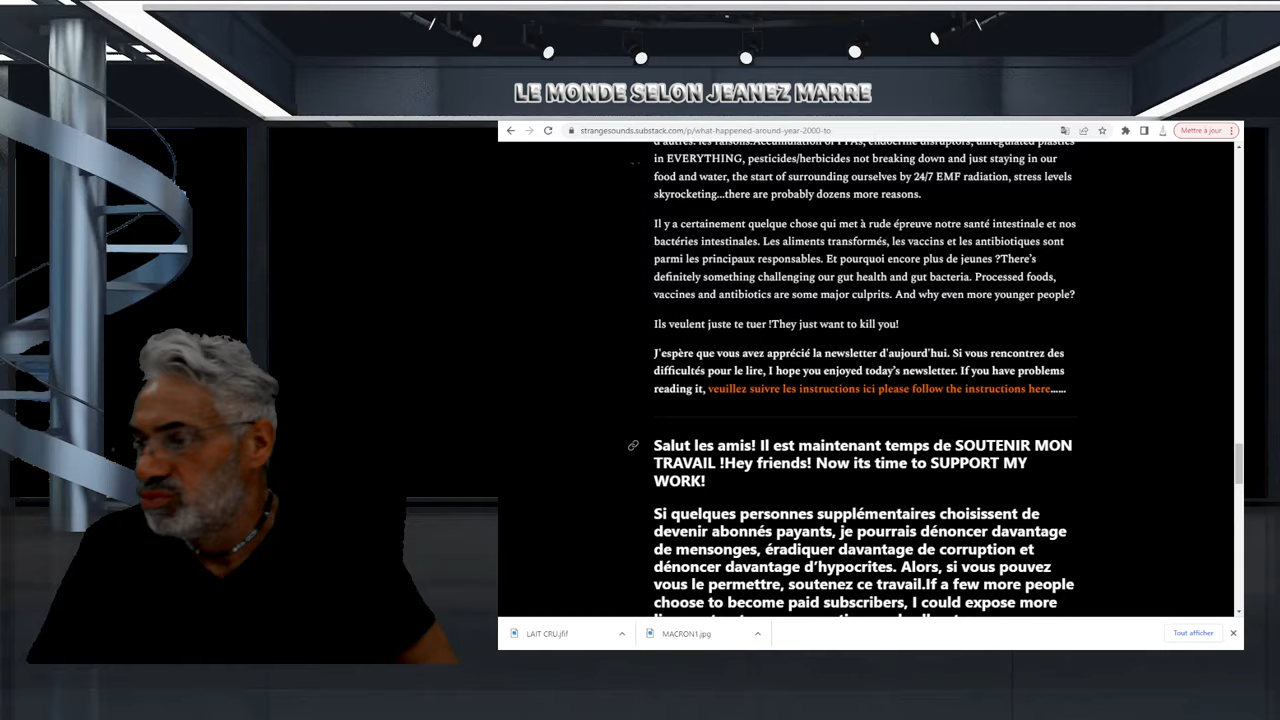 LE MONDE SELON JEANEZ MARRE
strangesounds.substack.com/p/what-happened-around-year-2000-to
Mettre à jour
d'autres. les raisons.Accumulation of PFAs, endocrine disruptors, unregulated plastics
in EVERYTHING, pesticides/herbicides not breaking down and just staying in our
food and water, the start of surrounding ourselves by 24/7 EMF radiation, stress levels
skyrocketing...there are probably dozens more reasons.
Il y a certainement quelque chose qui met à rude épreuve notre santé intestinale et nos
bactéries intestinales. Les aliments transformés, les vaccins et les antibiotiques sont
parmi les principaux responsables. Et pourquoi encore plus de jeunes ?There's
definitely something challenging our gut health and gut bacteria. Processed foods,
vaccines and antibiotics are some major culprits. And why even more younger people?
Ils veulent juste te tuer !They just want to kill you!
J'espère que vous avez apprécié la newsletter d'aujourd'hui. Si vous rencontrez des
difficultés pour le lire, I hope you enjoyed today's newsletter. If you have problems
reading it, veuillez suivre les instructions ici please follow the instructions here......
Salut les amis! Il est maintenant temps de SOUTENIR MON
TRAVAIL !Hey friends! Now its time to SUPPORT MY
WORK!
Si quelques personnes supplémentaires choisissent de
devenir abonnés payants, je pourrais dénoncer davantage
de mensonges, éradiquer davantage de corruption et
dénoncer davantage d'hypocrites. Alors, si vous pouvez
vous le permettre, soutenez ce travail.If a few more people
choose to become paid subscribers, I could expose more
LAIT CRU.jfif
MACRON1.jpg
Tout afficher